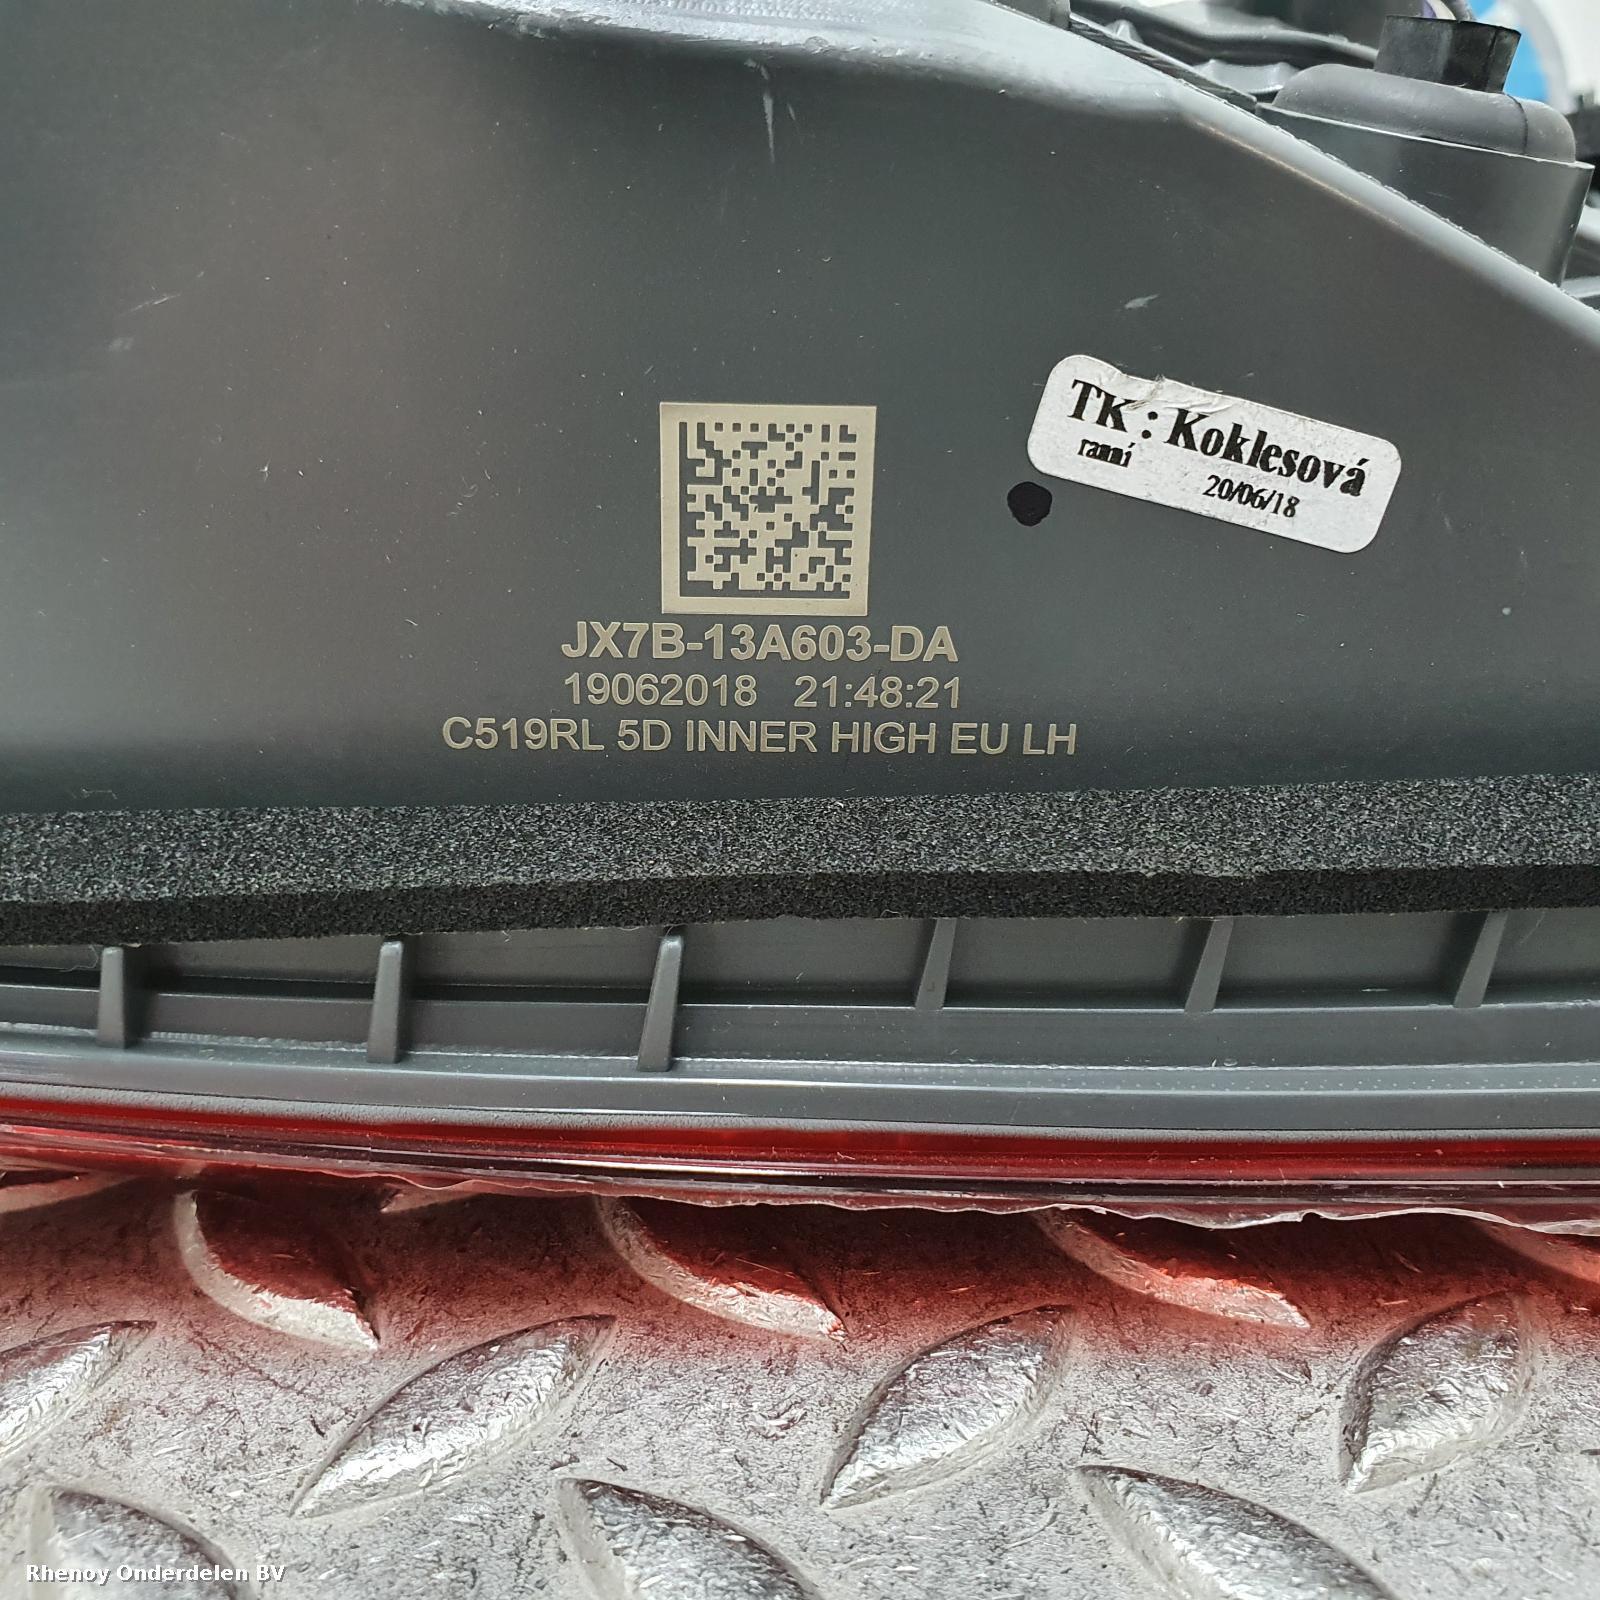 TK: Koklesová
ranní
20/06/18
JX7B-13A603-DA
19062018 21:48:21
C519RL 5D INNER HIGH EU LH
Rhenoy Onderdelen BV